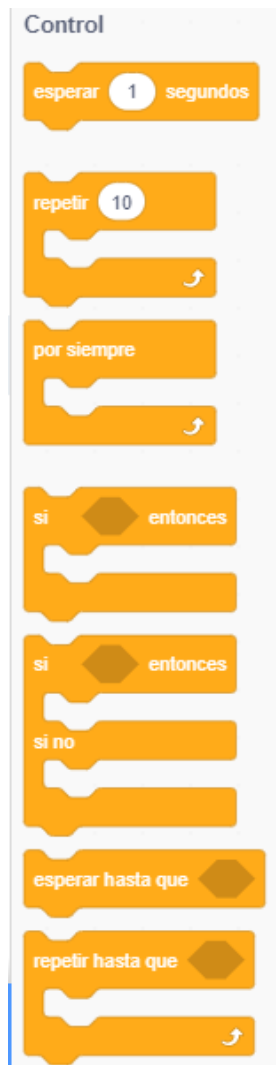 Control
esperar 1 segundos
repetir 10
por siempre
si entonces
si entonces
si no
esperar hasta que
repetir hasta que